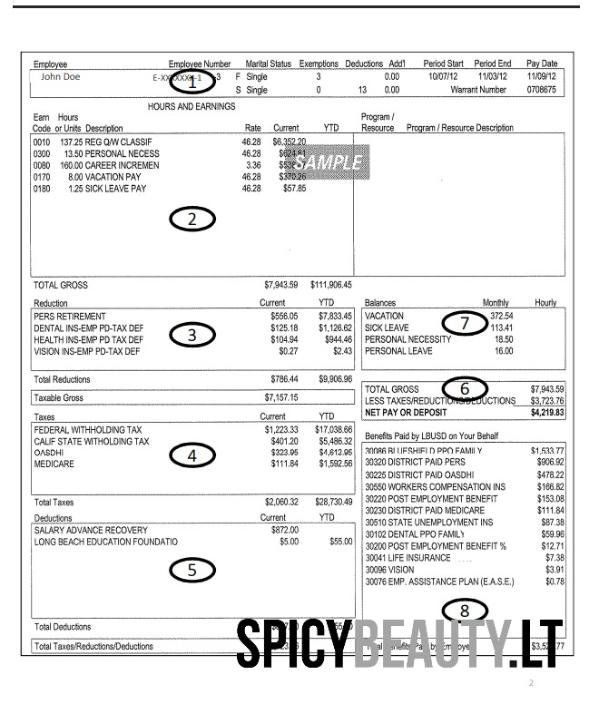 Employee Employee Number Marital Status Exemptions Deductions Add'l Period Start Period End Pay Date
John Doe 1 3 F Single 3 0.00 10/07/12 11/03/12 11/09/12
S Single 0 13 0.00 Warrant Number 0708675
HOURS AND EARNINGS
Earn Hours Program /
Code or Units Description Rate Current YTD Resource Program / Resource Description
0010 137.25 REG Q/W CLASSIF 46.28 $6,352.20
0300 13.50 PERSONAL NECESS 46.28
SAMPLE
0080 160.00 CAREER INCREMEN 3.36
0170 8.00 VACATION PAY 46.28 $370.26
0180 1.25 SICK LEAVE PAY 46.28 $57.85
2
TOTAL GROSS $7,943.59 $111,906.45
Reduction Current YTD
PERS RETIREMENT $556.05 $7,833.45
DENTAL INS-EMP PD-TAX DEF $125.18 $1,126.62
HEALTH INS-EMP PD TAX DEF $104.94 $944.46
VISION INS-EMP PD-TAX DEF $0.27 $2.43
3
Total Reductions $786.44 $9,906.96
Taxable Gross $7,157.15
Balances Monthly Hourly
VACATION 372.54
SICK LEAVE 113.41
PERSONAL NECESSITY 18.50
PERSONAL LEAVE 16.00
7
TOTAL GROSS $7,943.59
LESS TAXES/REDUCTIONS/DEDUCTIONS $3,723.76
NET PAY OR DEPOSIT $4,219.83
6
Taxes Current YTD
FEDERAL WITHHOLDING TAX $1,223.33 $17,038.66
CALIF STATE WITHOLDING TAX $401.20 $5,486.32
OASDHI $323.95 $4,612.95
MEDICARE $111.84 $1,592.56
4
Total Taxes $2,060.32 $28,730.49
Deductions Current YTD
SALARY ADVANCE RECOVERY $872.00
LONG BEACH EDUCATION FOUNDATIO $5.00 $55.00
5
Total Deductions
Total Taxes/Reductions/Deductions
Benefits Paid by LBUSD on Your Behalf
30086 BLUESHIELD PPO FAMILY $1,533.77
30320 DISTRICT PAID PERS $906.92
30225 DISTRICT PAID OASDHI $478.22
30550 WORKERS COMPENSATION INS $166.82
30220 POST EMPLOYMENT BENEFIT $153.08
30230 DISTRICT PAID MEDICARE $111.84
30510 STATE UNEMPLOYMENT INS $87.38
30102 DENTAL PPO FAMILY $59.96
30200 POST EMPLOYMENT BENEFIT % $12.71
30041 LIFE INSURANCE $7.38
30096 VISION $3.91
30076 EMP. ASSISTANCE PLAN (E.A.S.E.) $0.78
8
SPICYBEAUTY.LT
2